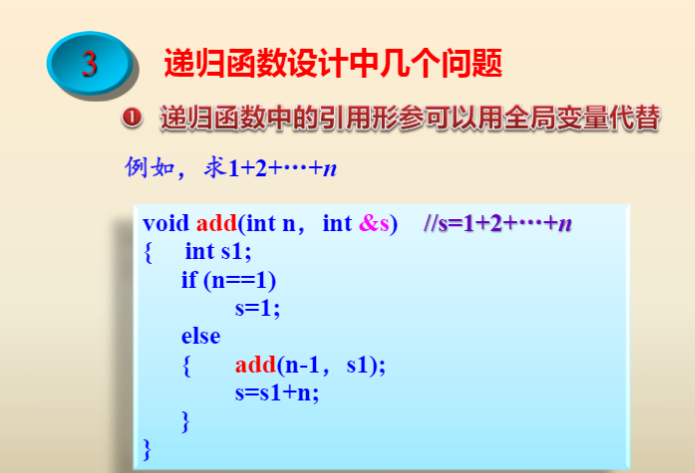 3 递归函数设计中几个问题
❶ 递归函数中的引用形参可以用全局变量代替
例如，求1+2+…+n
void add(int n， int &s) //s=1+2+…+n
{ int s1;
if (n==1)
s=1;
else
{ add(n-1， s1);
s=s1+n;
}
}